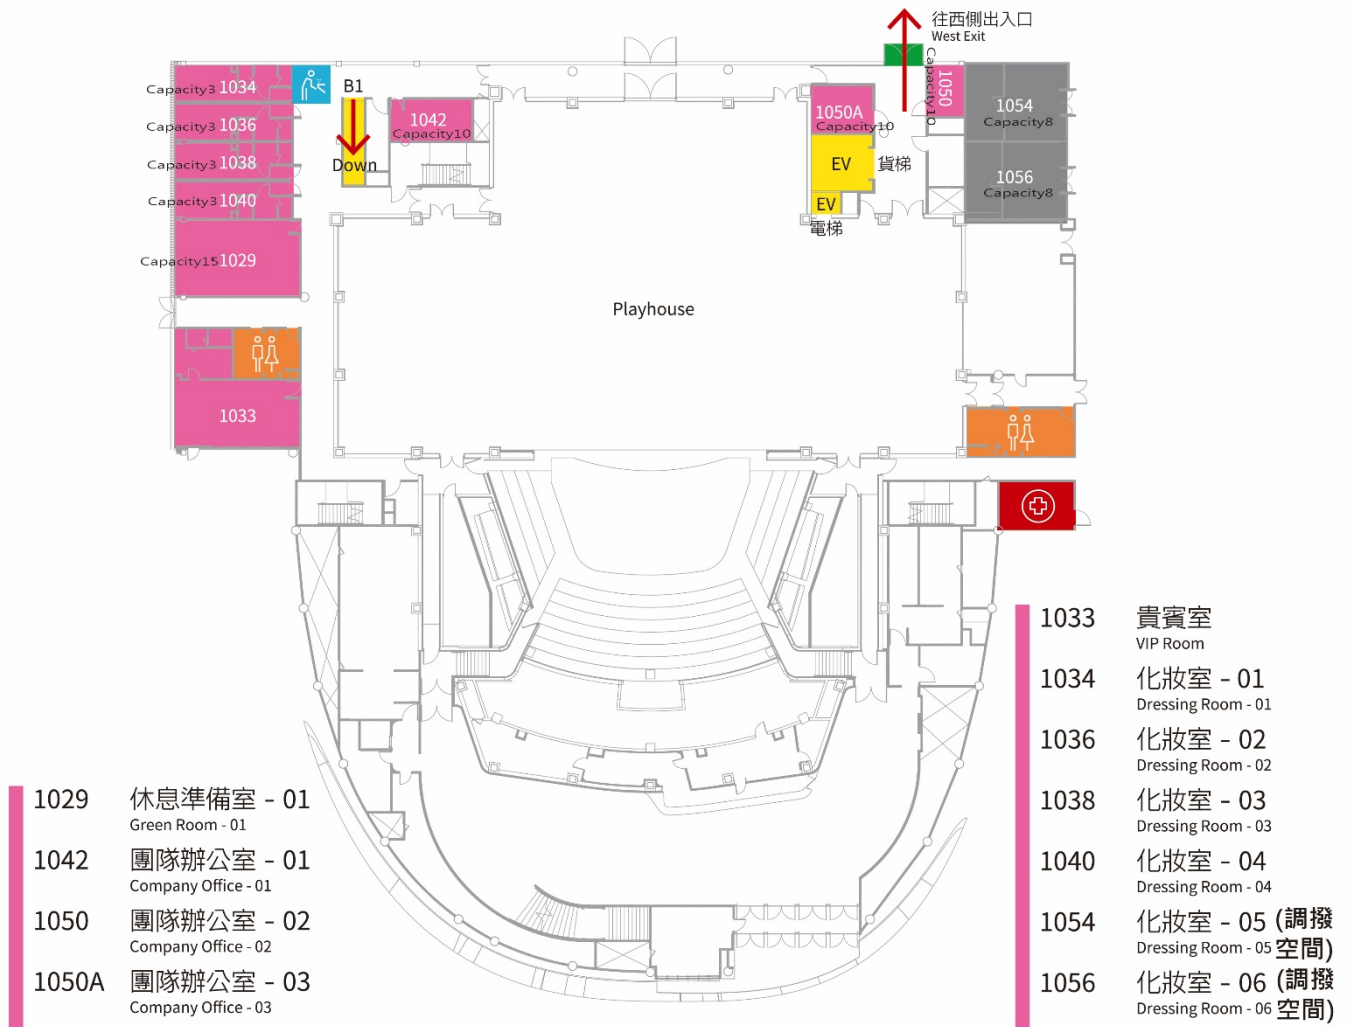 往西側出入口
West Exit
Capacity3 1034
B1
1042
Capacity10
1050A
Capacity10
1050
Capacity10
1054
Capacity8
Capacity3 1036
Down
EV
貨梯
Capacity3 1038
1056
Capacity8
Capacity3 1040
EV
電梯
Capacity15 1029
Playhouse
1033
1029 休息準備室 - 01
Green Room - 01
1042 團隊辦公室 - 01
Company Office - 01
1050 團隊辦公室 - 02
Company Office - 02
1050A 團隊辦公室 - 03
Company Office - 03
1033 貴賓室
VIP Room
1034 化妝室 - 01
Dressing Room - 01
1036 化妝室 - 02
Dressing Room - 02
1038 化妝室 - 03
Dressing Room - 03
1040 化妝室 - 04
Dressing Room - 04
1054 化妝室 - 05 (調撥
Dressing Room - 05 空間)
1056 化妝室 - 06 (調撥
Dressing Room - 06 空間)